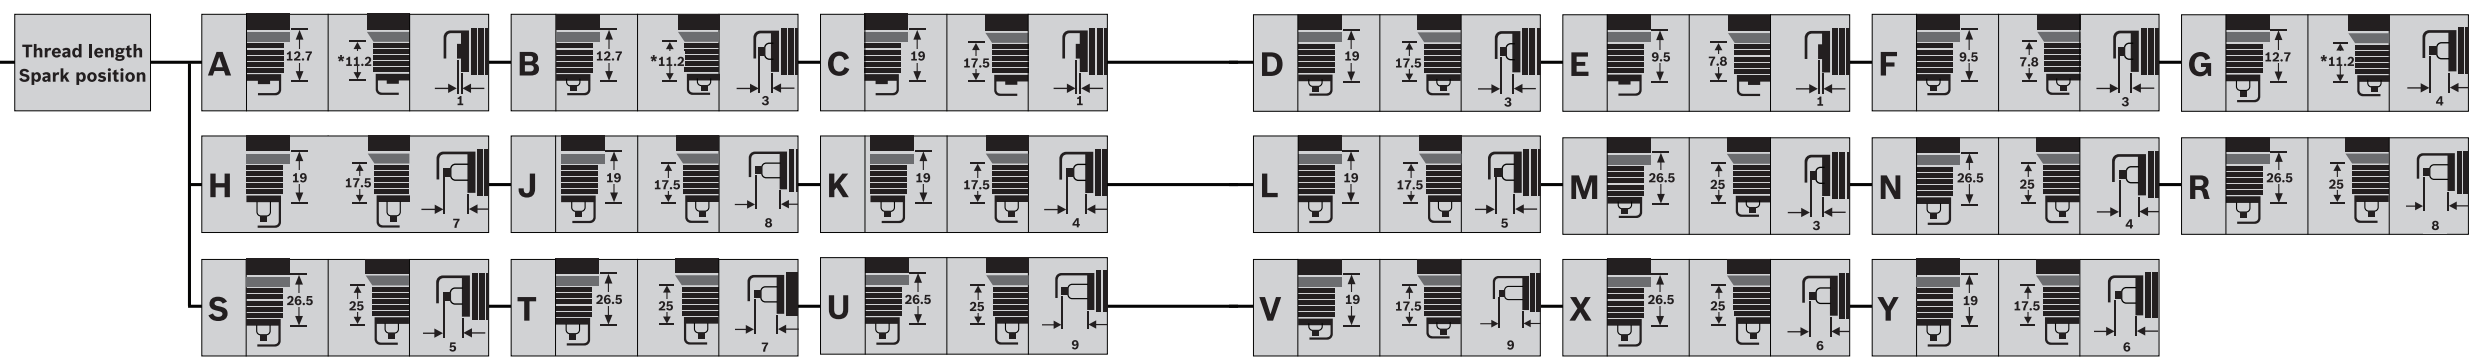 Thread length
Spark position
A 12.7 *11.2 1
B 12.7 *11.2 3
C 19 17.5 1
D 19 17.5 3
E 9.5 7.8 1
F 9.5 7.8 3
G 12.7 *11.2 4
H 19 17.5 7
J 19 17.5 8
K 19 17.5 4
L 19 17.5 5
M 26.5 25 3
N 26.5 25 4
R 26.5 25 8
S 26.5 25 5
T 26.5 25 7
U 26.5 25 9
V 19 17.5 9
X 26.5 25 6
Y 19 17.5 6